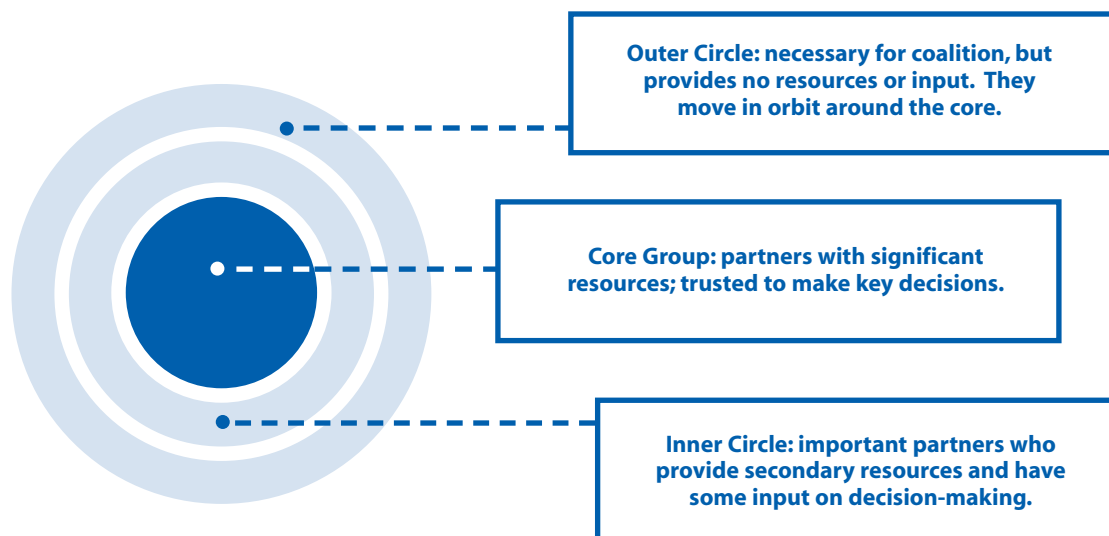 Outer Circle: necessary for coalition, but
provides no resources or input.  They
move in orbit around the core.
Core Group: partners with significant
resources; trusted to make key decisions.
Inner Circle: important partners who
provide secondary resources and have
some input on decision-making.